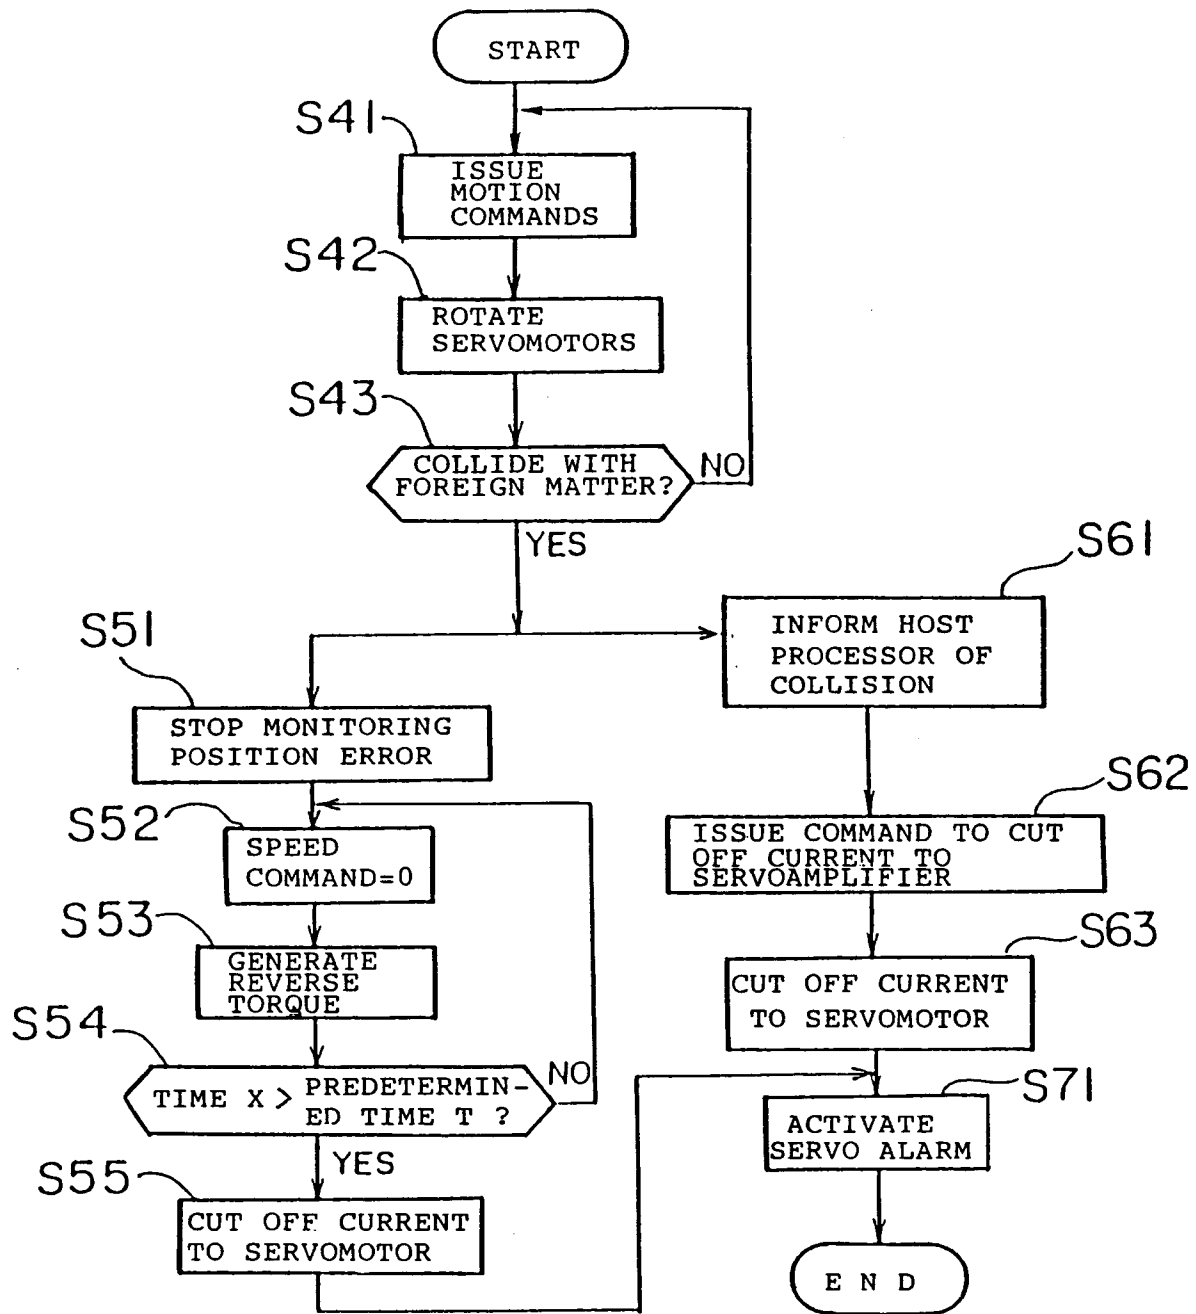 START
S41
ISSUE
MOTION
COMMANDS
S42
ROTATE
SERVOMOTORS
S43
COLLIDE WITH
FOREIGN MATTER?
NO
YES
S61
INFORM HOST
PROCESSOR OF
COLLISION
S51
STOP MONITORING
POSITION ERROR
S62
ISSUE COMMAND TO CUT
OFF CURRENT TO
SERVOAMPLIFIER
S52
SPEED
COMMAND=0
S53
GENERATE
REVERSE
TORQUE
S63
CUT OFF CURRENT
TO SERVOMOTOR
S54
TIME X > PREDETERMIN-
ED TIME T ?
NO
YES
S71
ACTIVATE
SERVO ALARM
S55
CUT OFF CURRENT
TO SERVOMOTOR
E N D